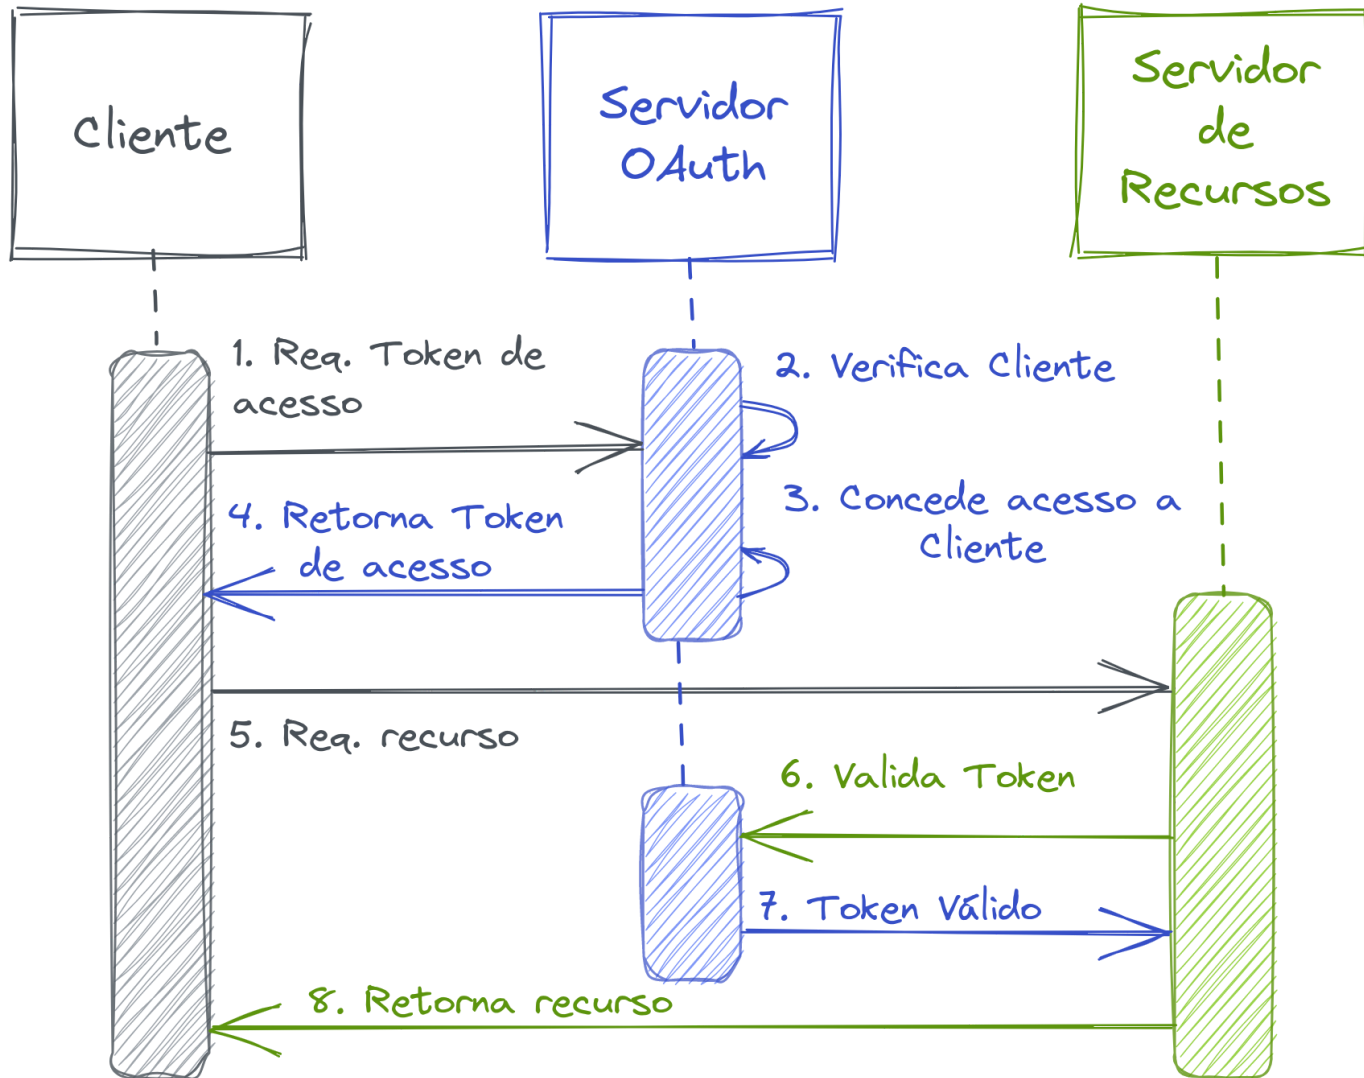 Cliente
Servidor
OAuth
Servidor
de
Recursos
1. Req. Token de
acesso
2. Verifica Cliente
3. Concede acesso a
Cliente
4. Retorna Token
de acesso
5. Req. recurso
6. Valida Token
7. Token Válido
8. Retorna recurso